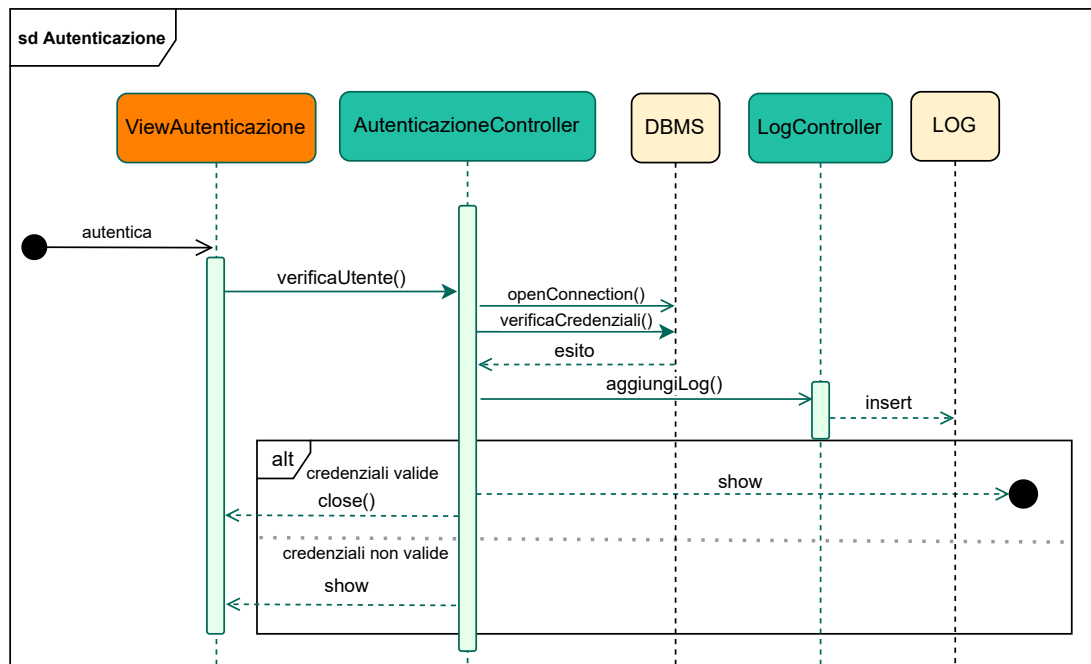 sd Autenticazione
ViewAutenticazione
AutenticazioneController
DBMS
LogController
LOG
autentica
verificaUtente()
openConnection()
verificaCredenziali()
esito
aggiungiLog()
insert
alt
credenziali valide
show
close()
credenziali non valide
show